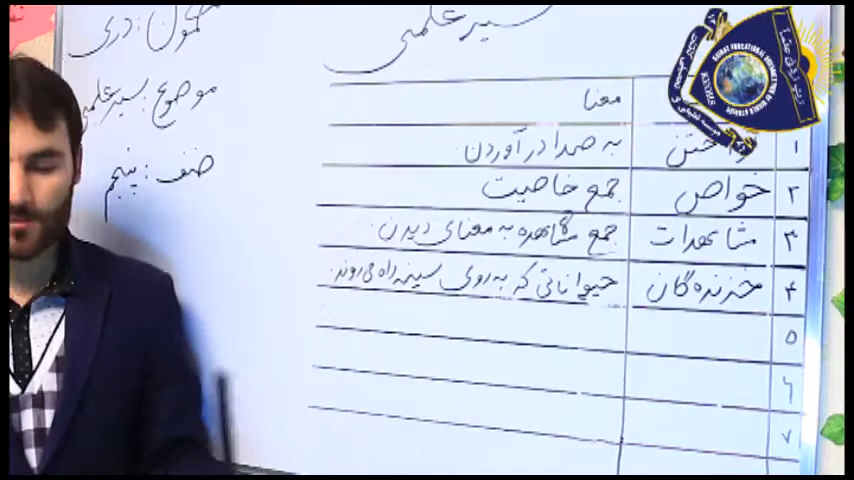 سیر علمی
مضمون: دری
موضوع: سیر علمی
صنف: پنجم
معنا
۱ به صدا در آوردن
۲ خواص جمع خاصیت
۳ مشاهدات جمع مشاهده به معنای دیدن
۴ خزنده گان حیواناتی که به روی سینه راه می روند
۵
۶
۷